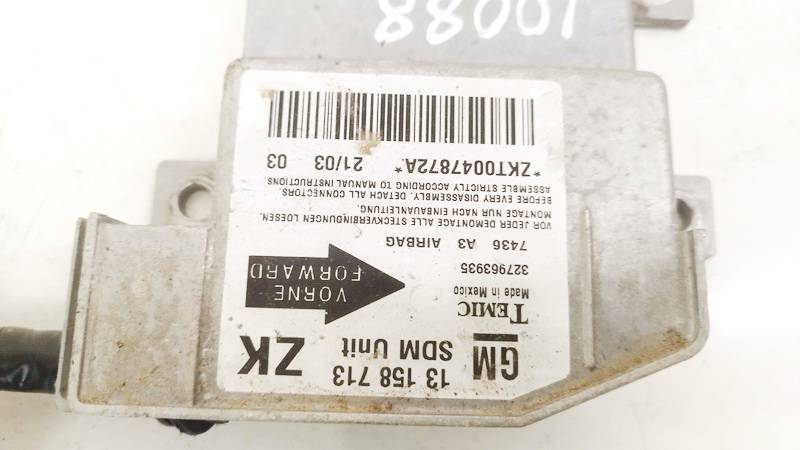 GM 13 158 713 ZK
SDM Unit
TEMIC VORNE
Made in Mexico FORWARD
327963935
7436 A3 AIRBAG
VOR JEDER DEMONTAGE ALLE STECKVERBINDUNGEN LOESEN.
MONTAGE NUR NACH EINBAUANLEITUNG.
BEFORE EVERY DISASSEMBLY, DETACH ALL CONNECTORS.
ASSEMBLE STRICTLY ACCORDING TO MANUAL INSTRUCTIONS
*ZKT0047872A* 21/03 03
10088